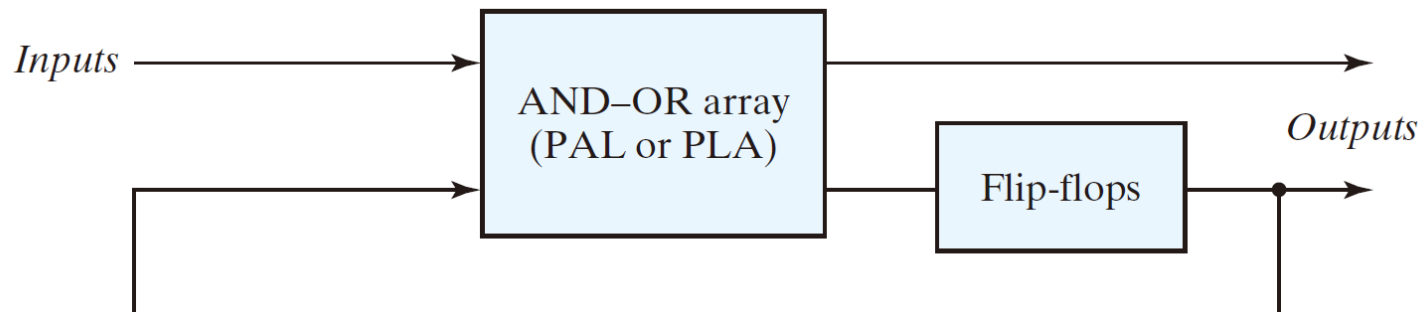 Inputs
AND–OR array
(PAL or PLA)
Outputs
Flip-flops